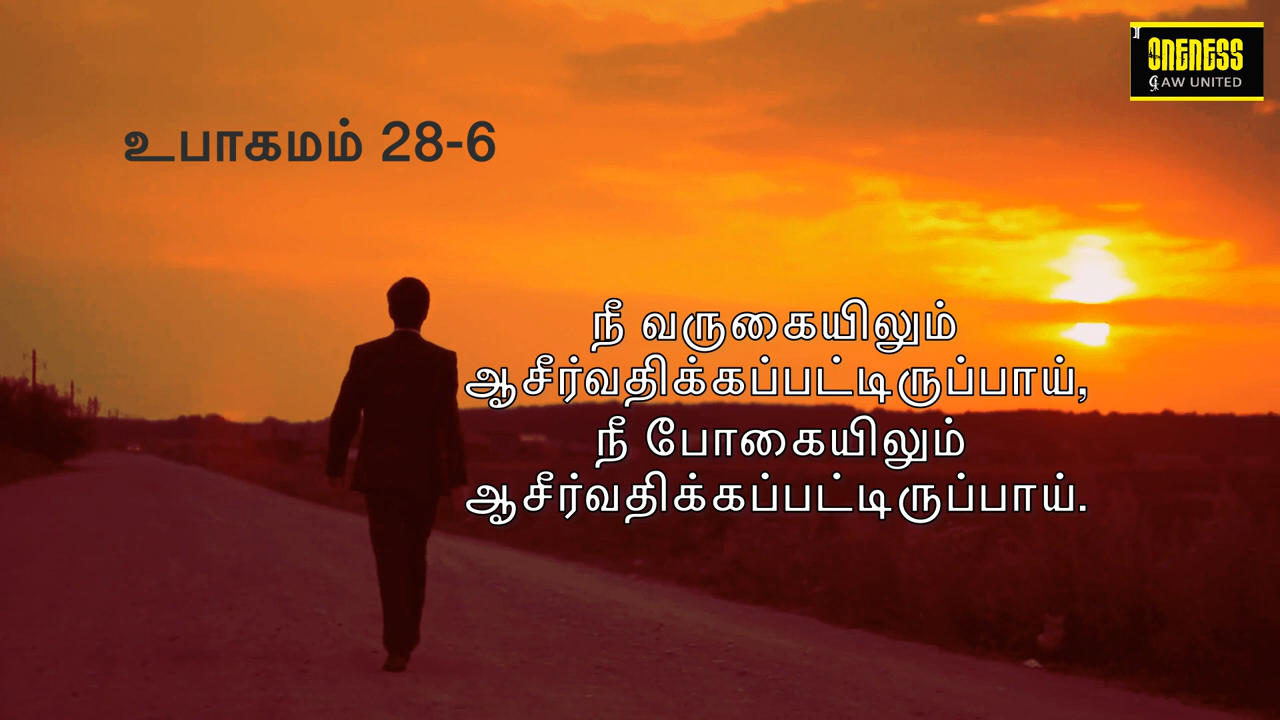 ONENESS
AW UNITED
உபாகமம் 28-6
நீ வருகையிலும்
ஆசீர்வதிக்கப்பட்டிருப்பாய்,
நீ போகையிலும்
ஆசீர்வதிக்கப்பட்டிருப்பாய்.